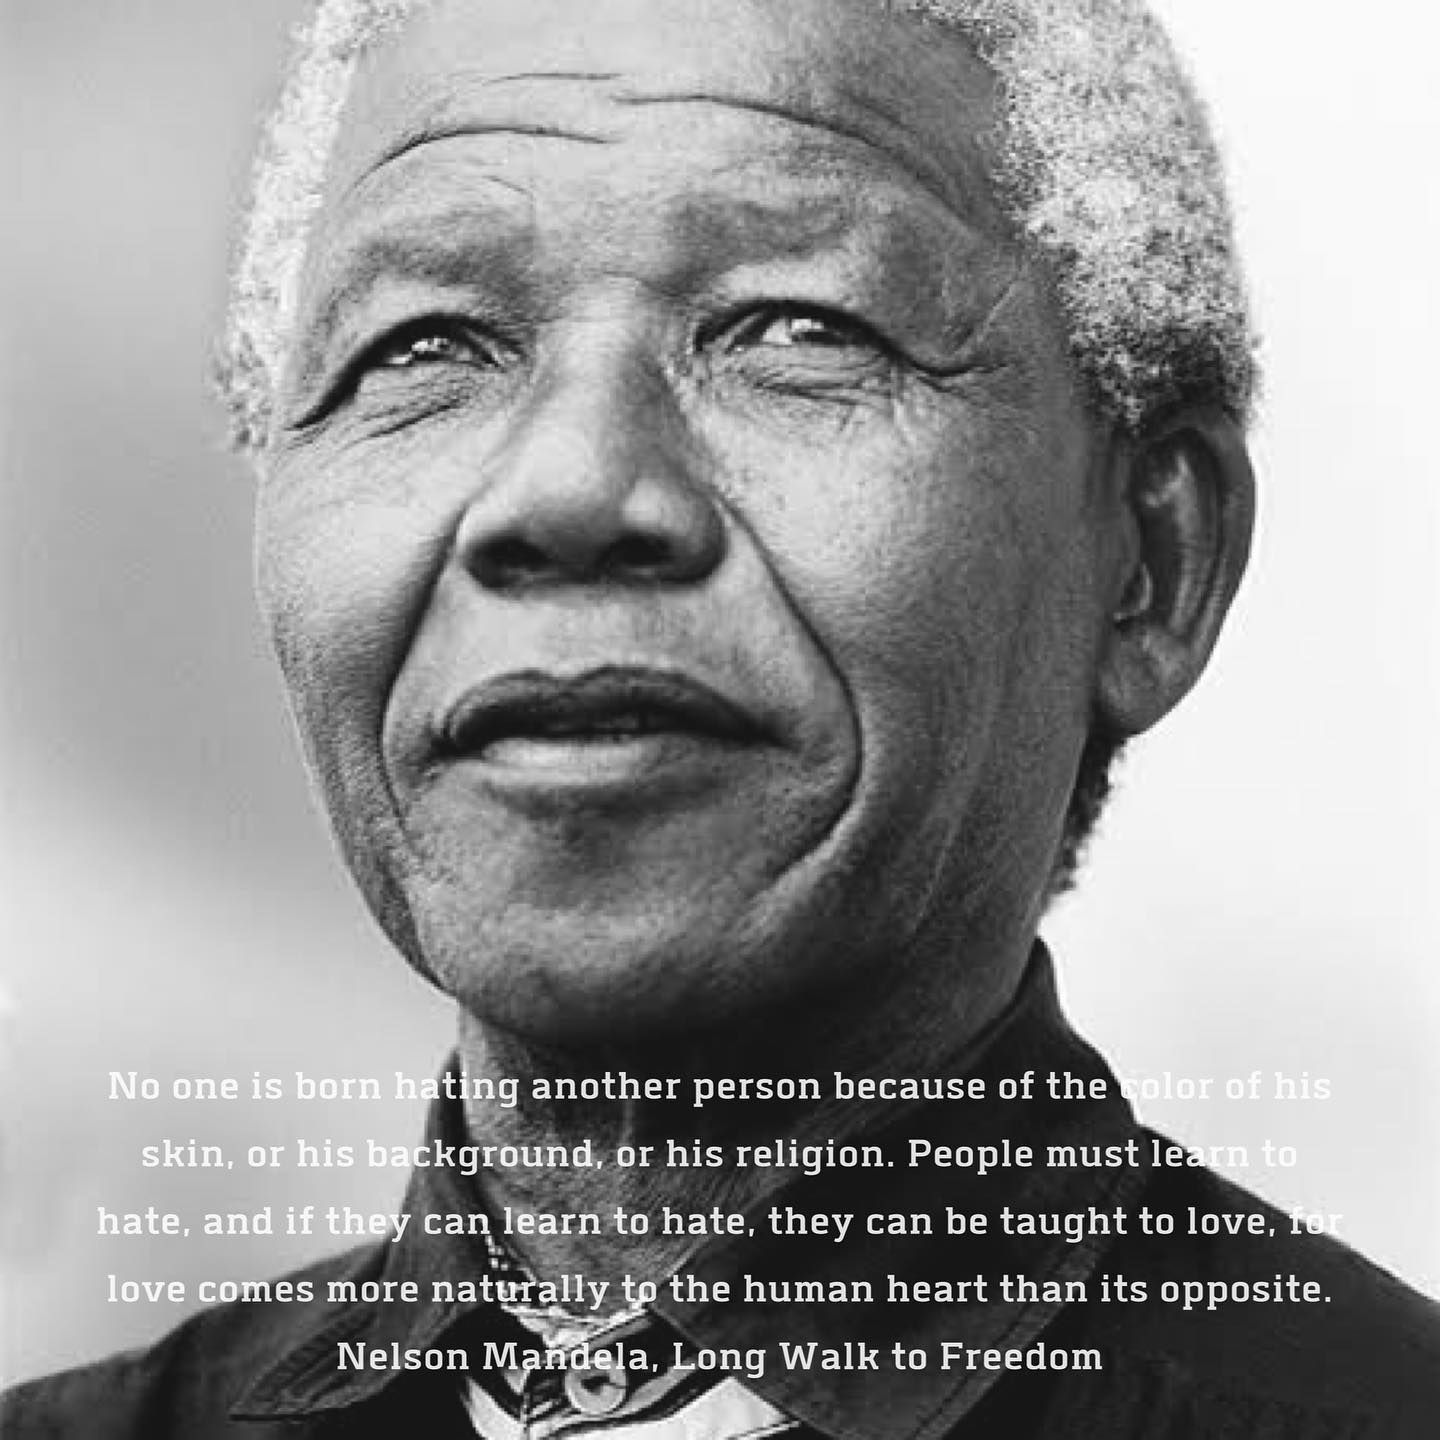 No one is born hating another person because of the color of his
skin, or his background, or his religion. People must learn to
hate, and if they can learn to hate, they can be taught to love, for
love comes more naturally to the human heart than its opposite.
Nelson Mandela, Long Walk to Freedom